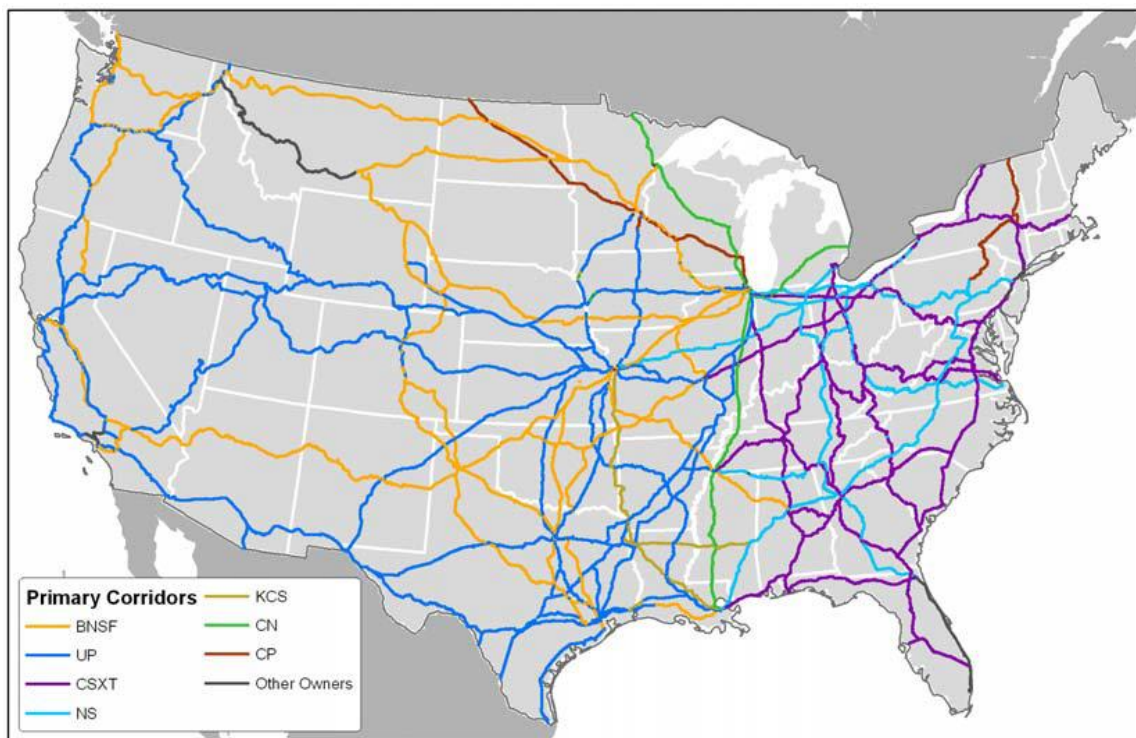 Primary Corridors
BNSF
UP
CSXT
NS
KCS
CN
CP
Other Owners